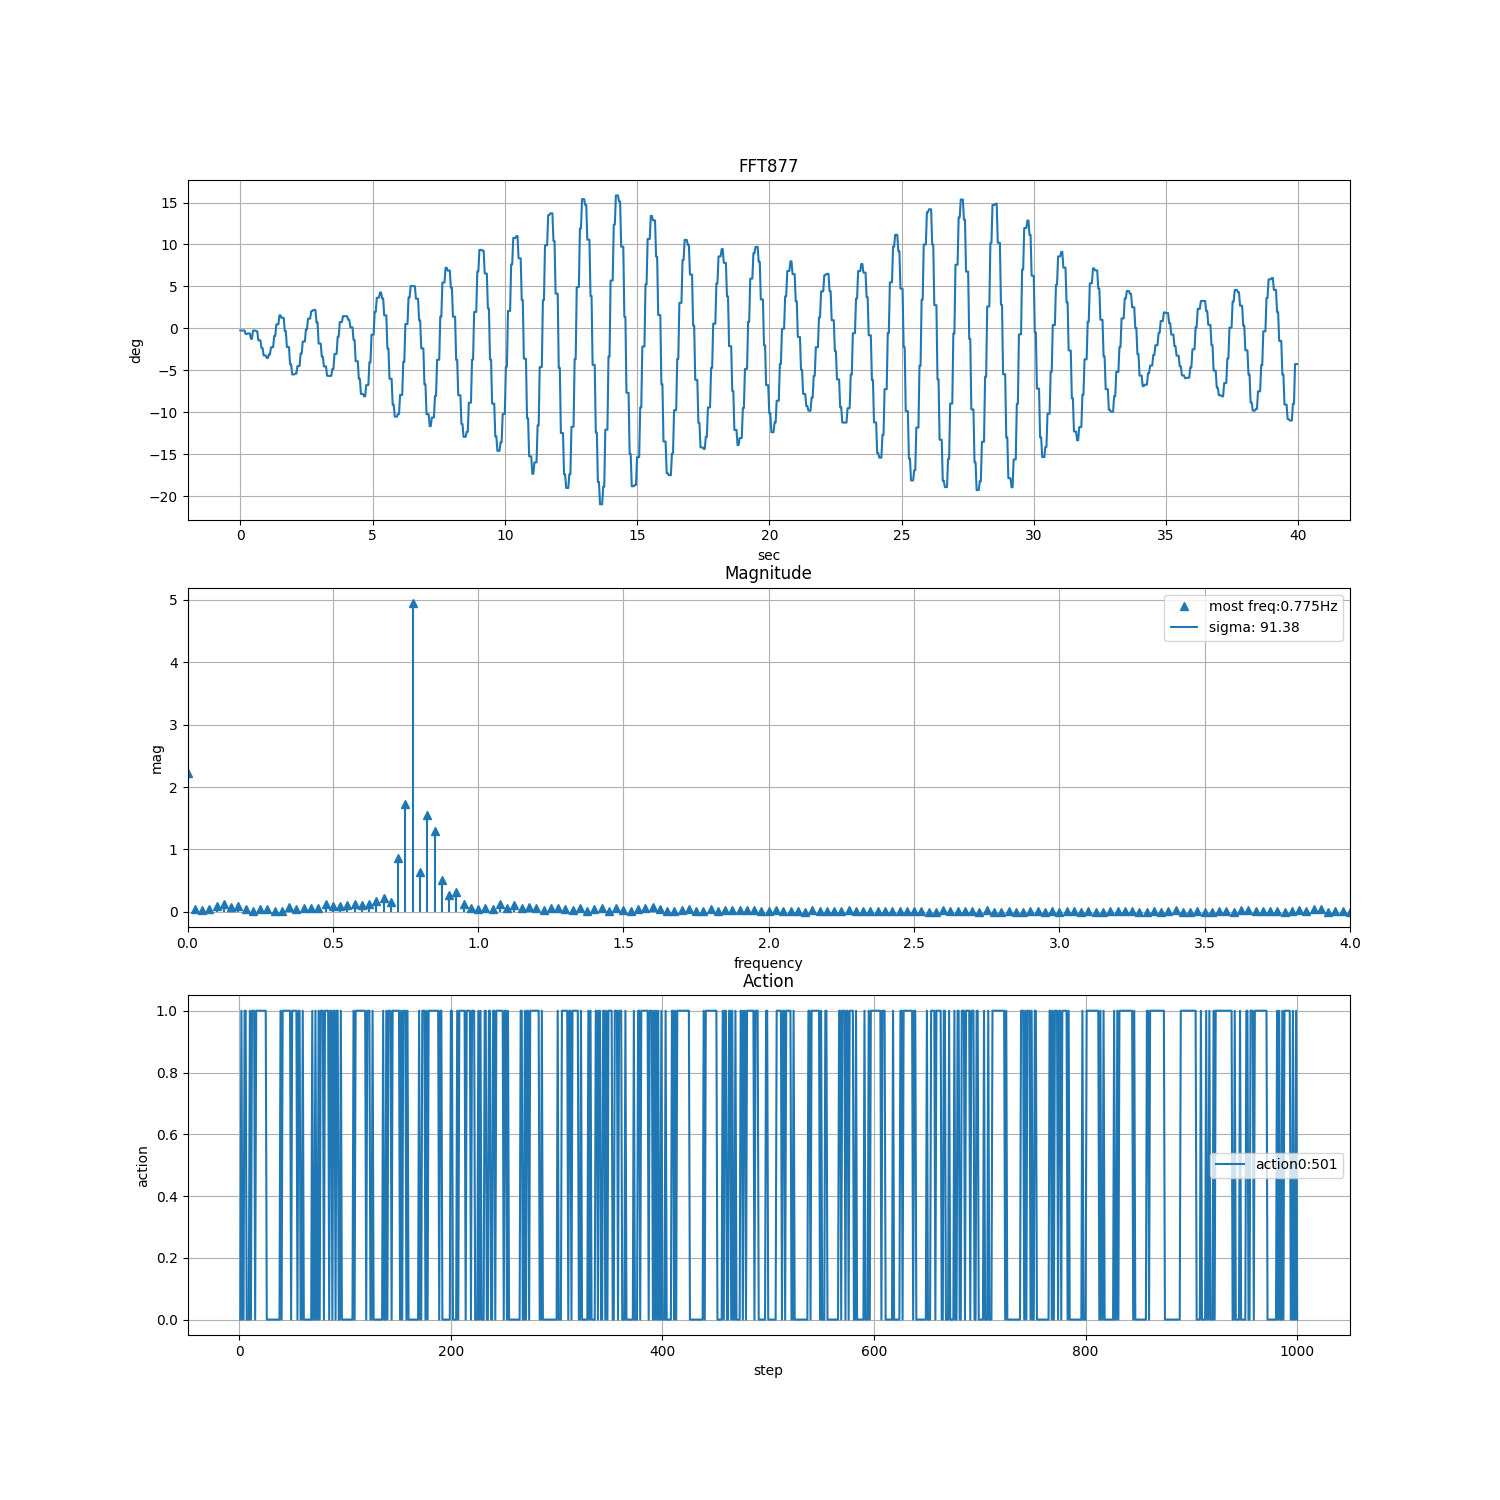 FFT877
15
10
5
0
−5
−10
−15
−20
deg
0 5 10 15 20 25 30 35 40
sec
Magnitude
5
4
3
2
1
0
mag
most freq:0.775Hz
sigma: 91.38
0.0 0.5 1.0 1.5 2.0 2.5 3.0 3.5 4.0
frequency
Action
1.0
0.8
0.6
0.4
0.2
0.0
action
action0:501
0 200 400 600 800 1000
step